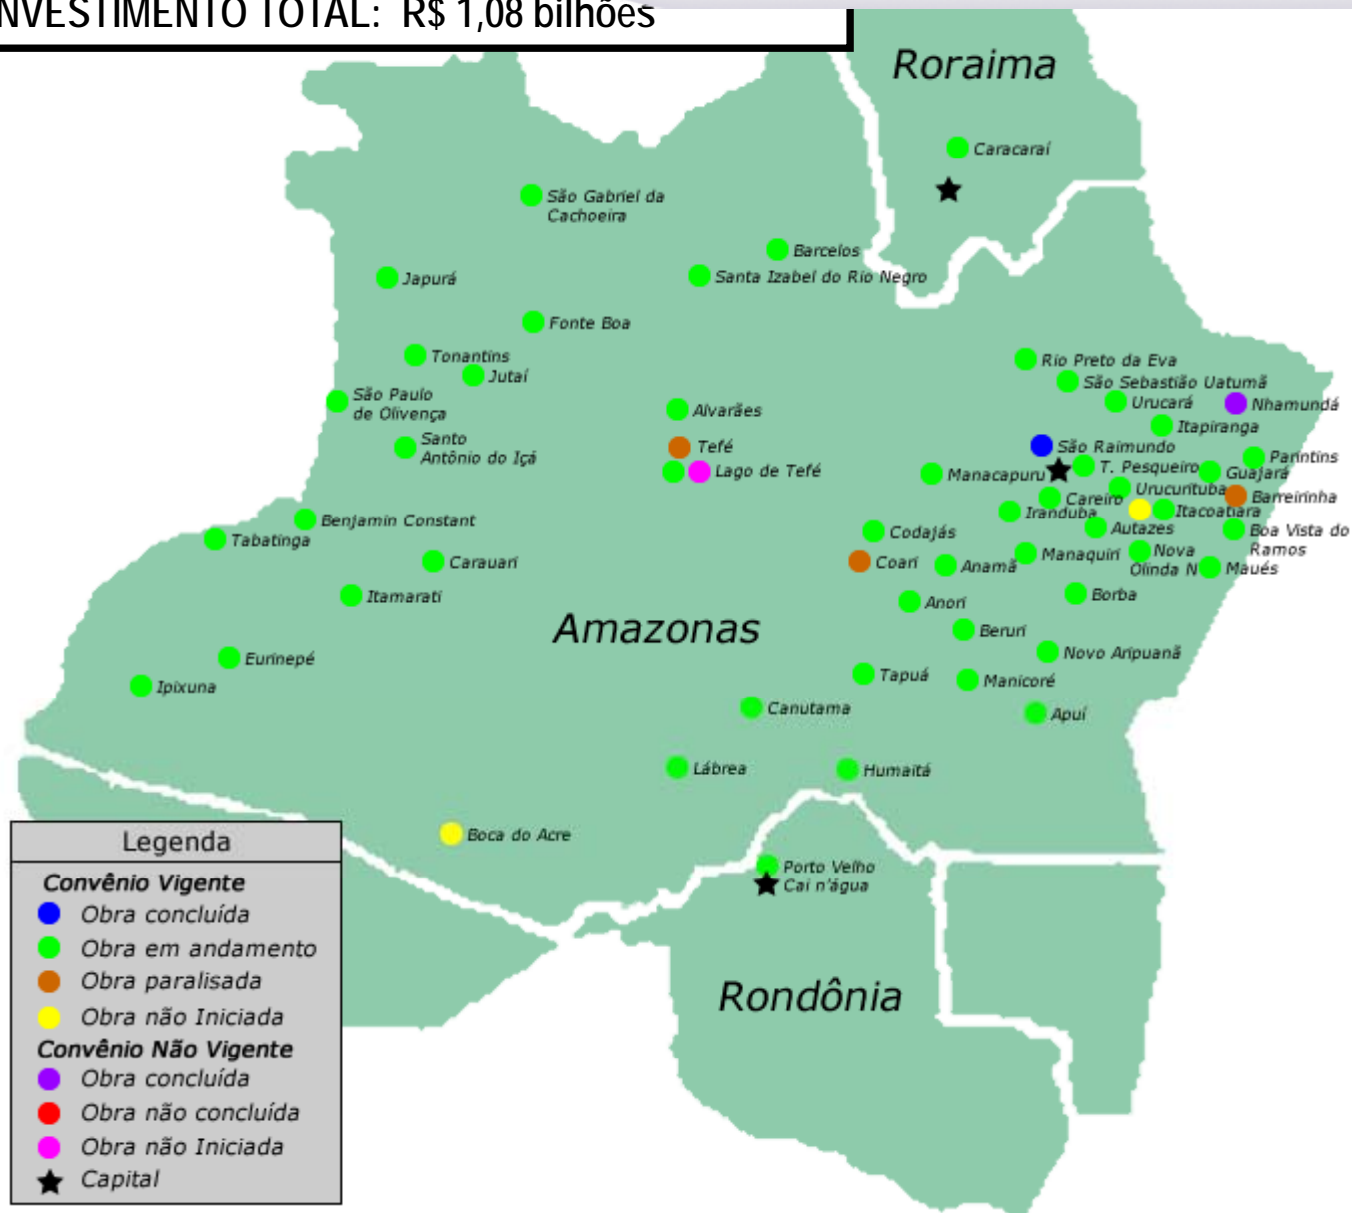 NVESTIMENTO TOTAL: R$ 1,08 bilhões
Roraima
Caracaraí
São Gabriel da
Cachoeira
Barcelos
Santa Izabel do Rio Negro
Japurá
Fonte Boa
Tonantins
Jutaí
São Paulo
de Olivença
Santo
Antônio do Içá
Alvarães
Tefé
Lago de Tefé
Rio Preto da Eva
São Sebastião Uatumã
Urucará
Nhamundá
Itapiranga
São Raimundo
Parintins
Manacapuru
T. Pesqueiro
Guajará
Urucurituba
Barreirinha
Careiro
Iranduba
Itacoatiara
Autazes
Boa Vista do
Ramos
Codajás
Coari
Anamã
Manaquiri
Nova
Olinda N
Maués
Benjamin Constant
Tabatinga
Carauari
Itamarati
Anori
Borba
Amazonas
Beruri
Novo Aripuanã
Eurinepé
Ipixuna
Tapuá
Manicoré
Canutama
Apuí
Lábrea
Humaitá
Boca do Acre
Porto Velho
Cai n'água
Rondônia
Legenda
Convênio Vigente
Obra concluída
Obra em andamento
Obra paralisada
Obra não Iniciada
Convênio Não Vigente
Obra concluída
Obra não concluída
Obra não Iniciada
Capital